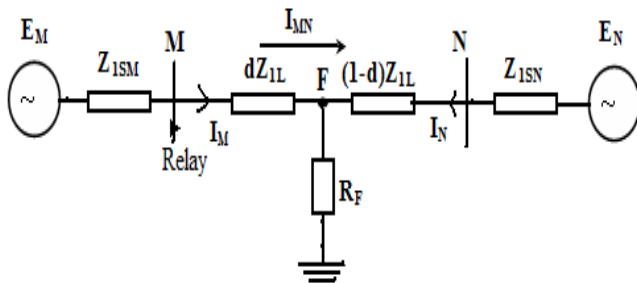 E_M
I_MN
E_N
Z_1SM
M
dZ_1L
F
(1-d)Z_1L
N
Z_1SN
~
~
I_M
I_N
Relay
R_F